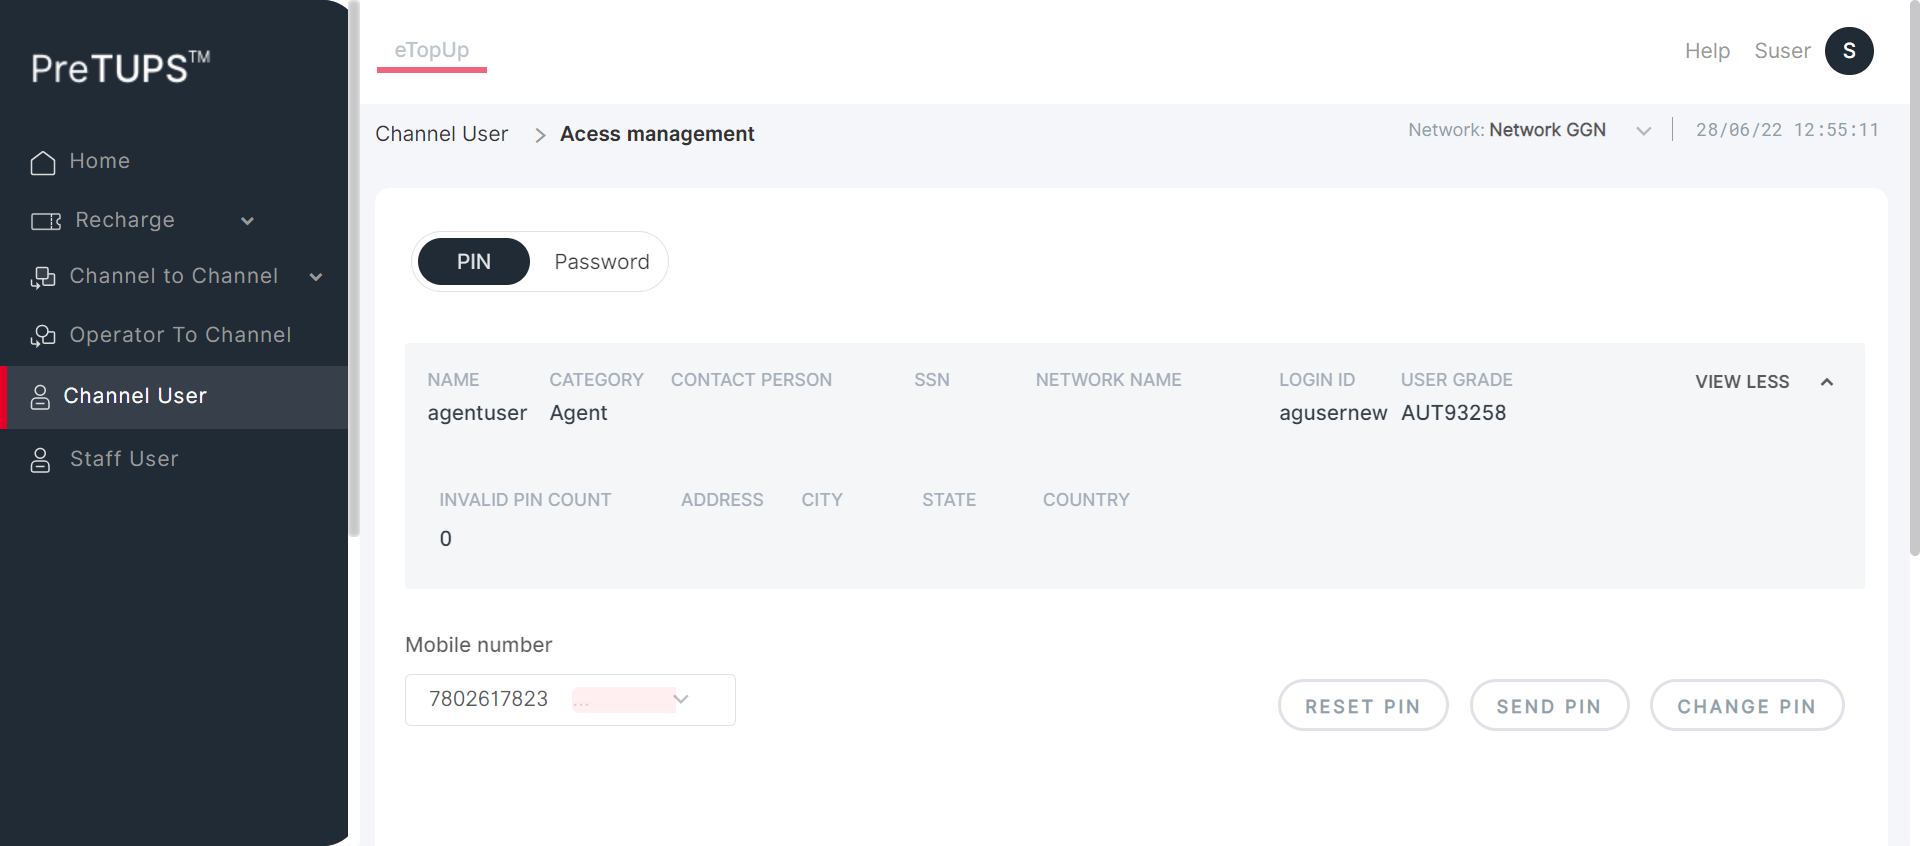 PreTUPS™
Home
Recharge
Channel to Channel
Operator To Channel
Channel User
Staff User
eTopUp
Help Suser S
Channel User > Acess management
Network: Network GGN 28/06/22 12:55:11
PIN Password
NAME CATEGORY CONTACT PERSON SSN NETWORK NAME LOGIN ID USER GRADE VIEW LESS
agentuser Agent agusernew AUT93258
INVALID PIN COUNT ADDRESS CITY STATE COUNTRY
0
Mobile number
7802617823 ...
RESET PIN SEND PIN CHANGE PIN